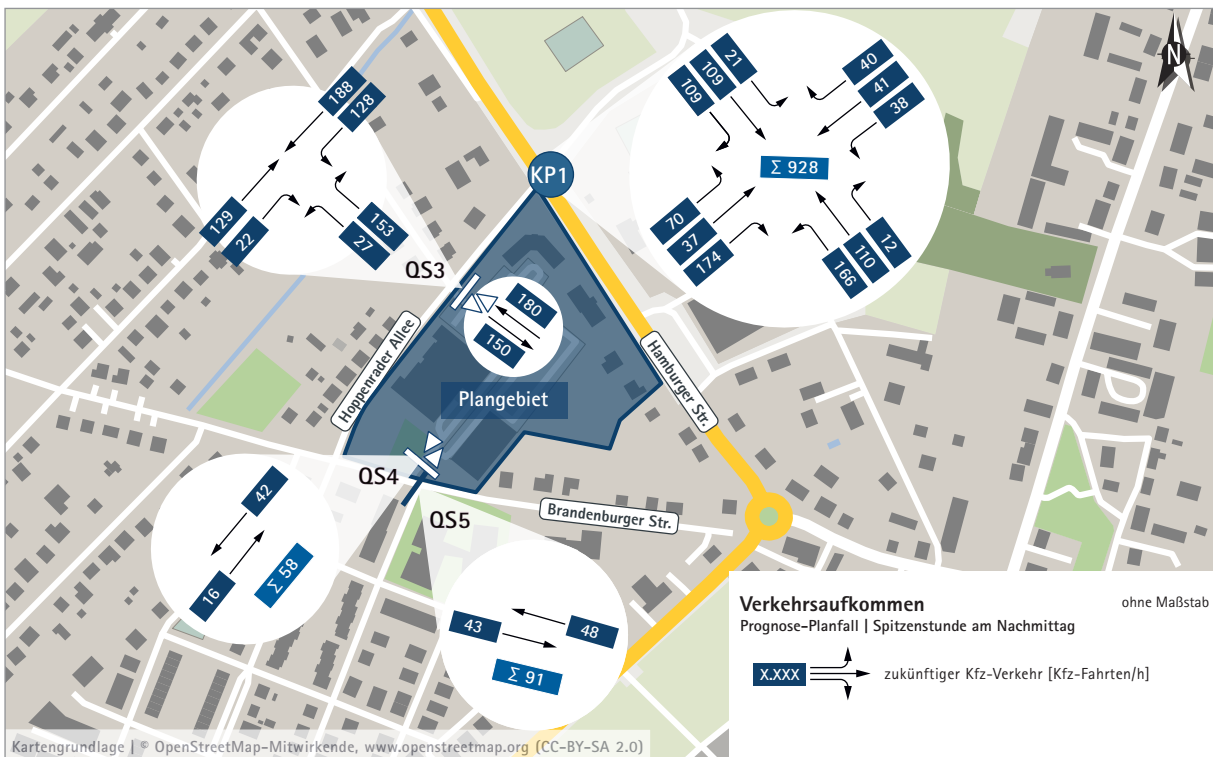 N
188
128
129
22
153
27
QS3
KP1
109
109
21
40
41
38
Σ 928
70
37
174
12
110
166
180
150
Plangebiet
Hoppenrader Allee
Hamburger Str.
QS4
QS5
Brandenburger Str.
42
16
Σ 58
43
48
Σ 91
Verkehrsaufkommen
ohne Maßstab
Prognose-Planfall | Spitzenstunde am Nachmittag
X.XXX
zukünftiger Kfz-Verkehr [Kfz-Fahrten/h]
Kartengrundlage | © OpenStreetMap-Mitwirkende, www.openstreetmap.org (CC-BY-SA 2.0)